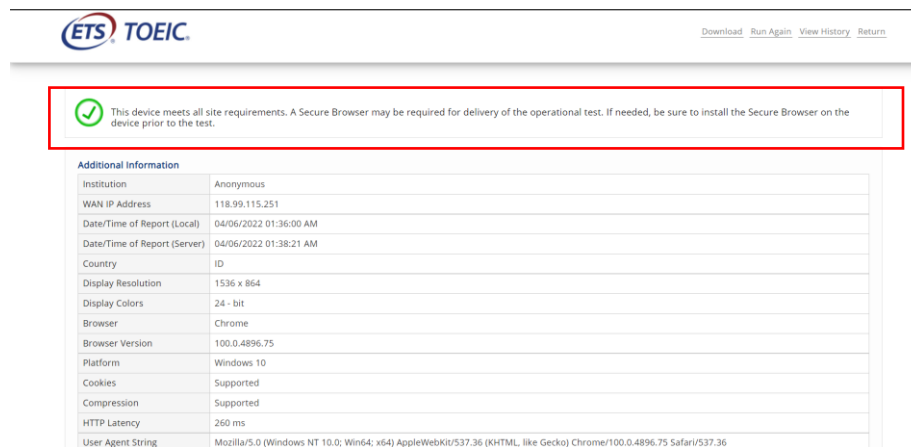 ETS TOEIC®
Download Run Again View History Return
This device meets all site requirements. A Secure Browser may be required for delivery of the operational test. If needed, be sure to install the Secure Browser on the
device prior to the test.
Additional Information
Institution Anonymous
WAN IP Address 118.99.115.251
Date/Time of Report (Local) 04/06/2022 01:36:00 AM
Date/Time of Report (Server) 04/06/2022 01:38:21 AM
Country ID
Display Resolution 1536 x 864
Display Colors 24 - bit
Browser Chrome
Browser Version 100.0.4896.75
Platform Windows 10
Cookies Supported
Compression Supported
HTTP Latency 260 ms
User Agent String Mozilla/5.0 (Windows NT 10.0; Win64; x64) AppleWebKit/537.36 (KHTML, like Gecko) Chrome/100.0.4896.75 Safari/537.36